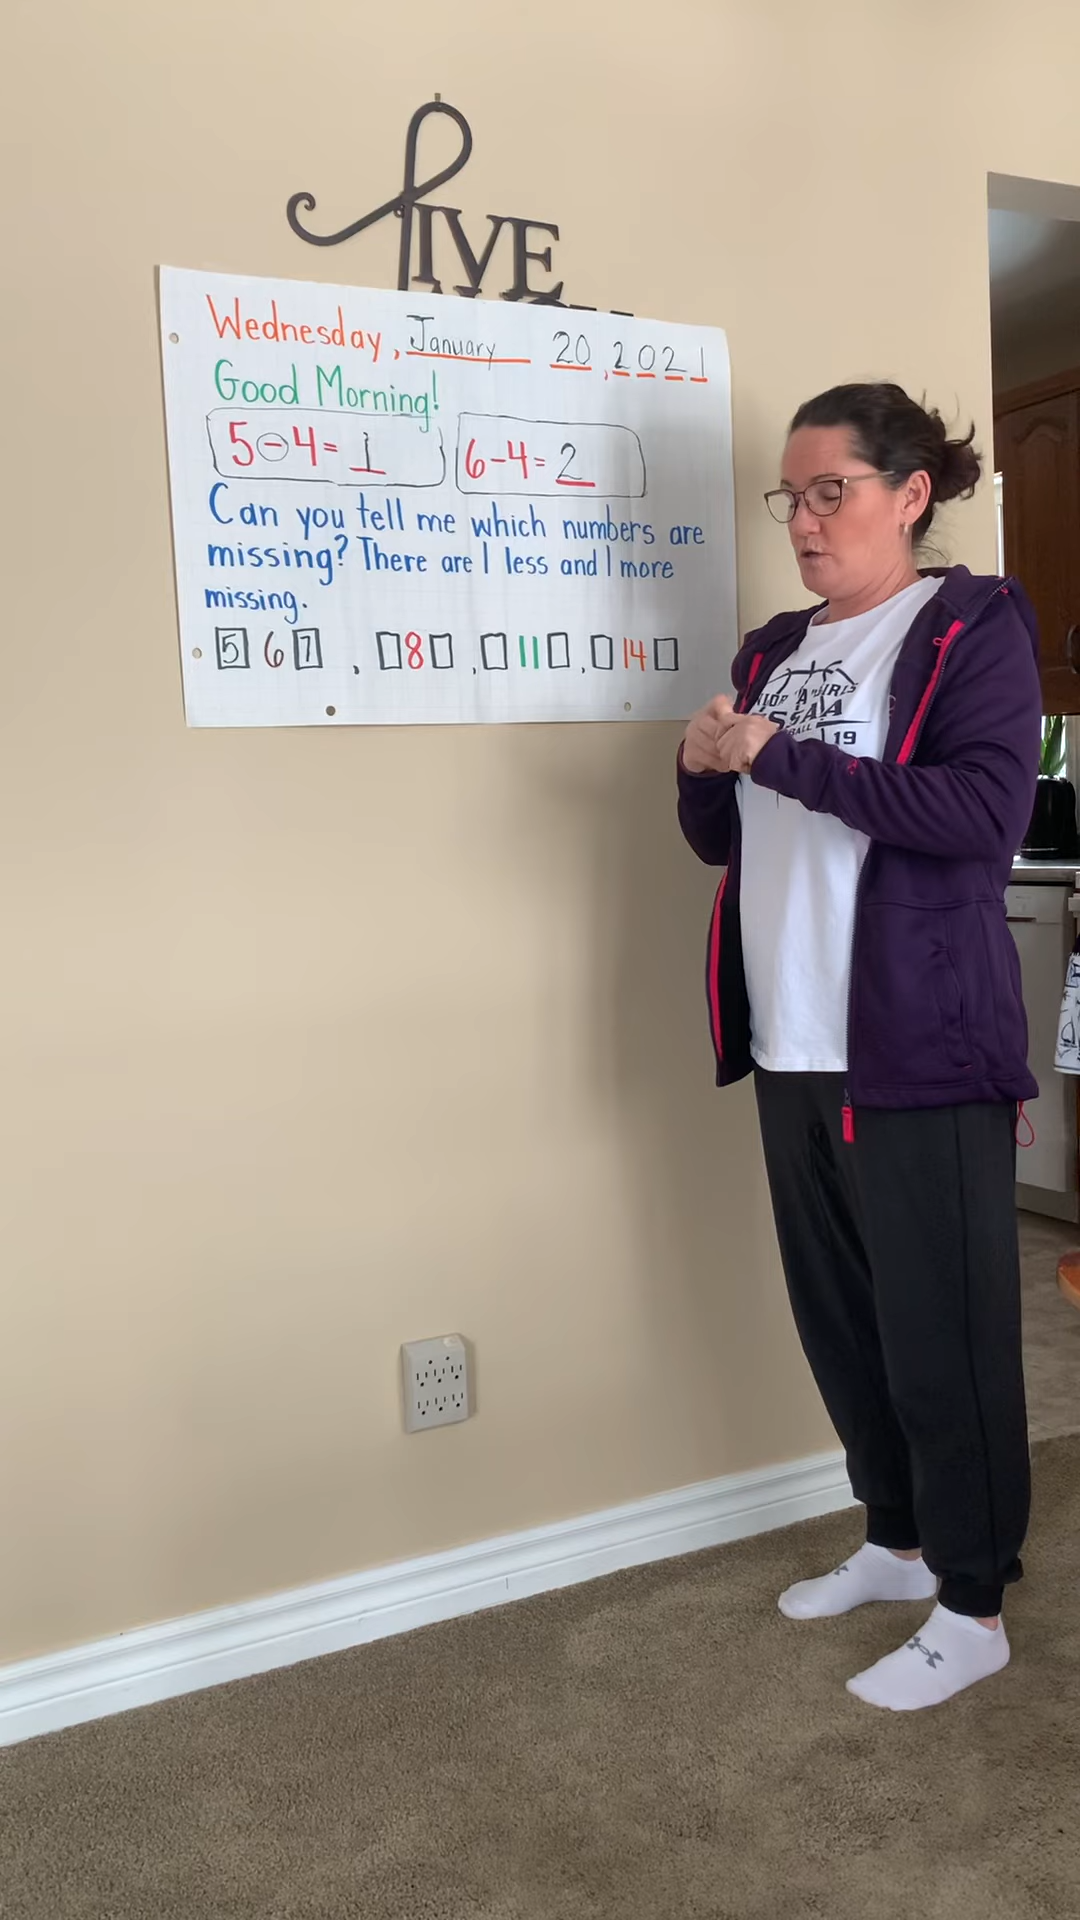 LIVE
Wednesday, January 20, 2021
Good Morning!
5-4= 1 6-4= 2
Can you tell me which numbers are
missing? There are 1 less and 1 more
missing.
5 6 7, □8□, □11□, □14□
19